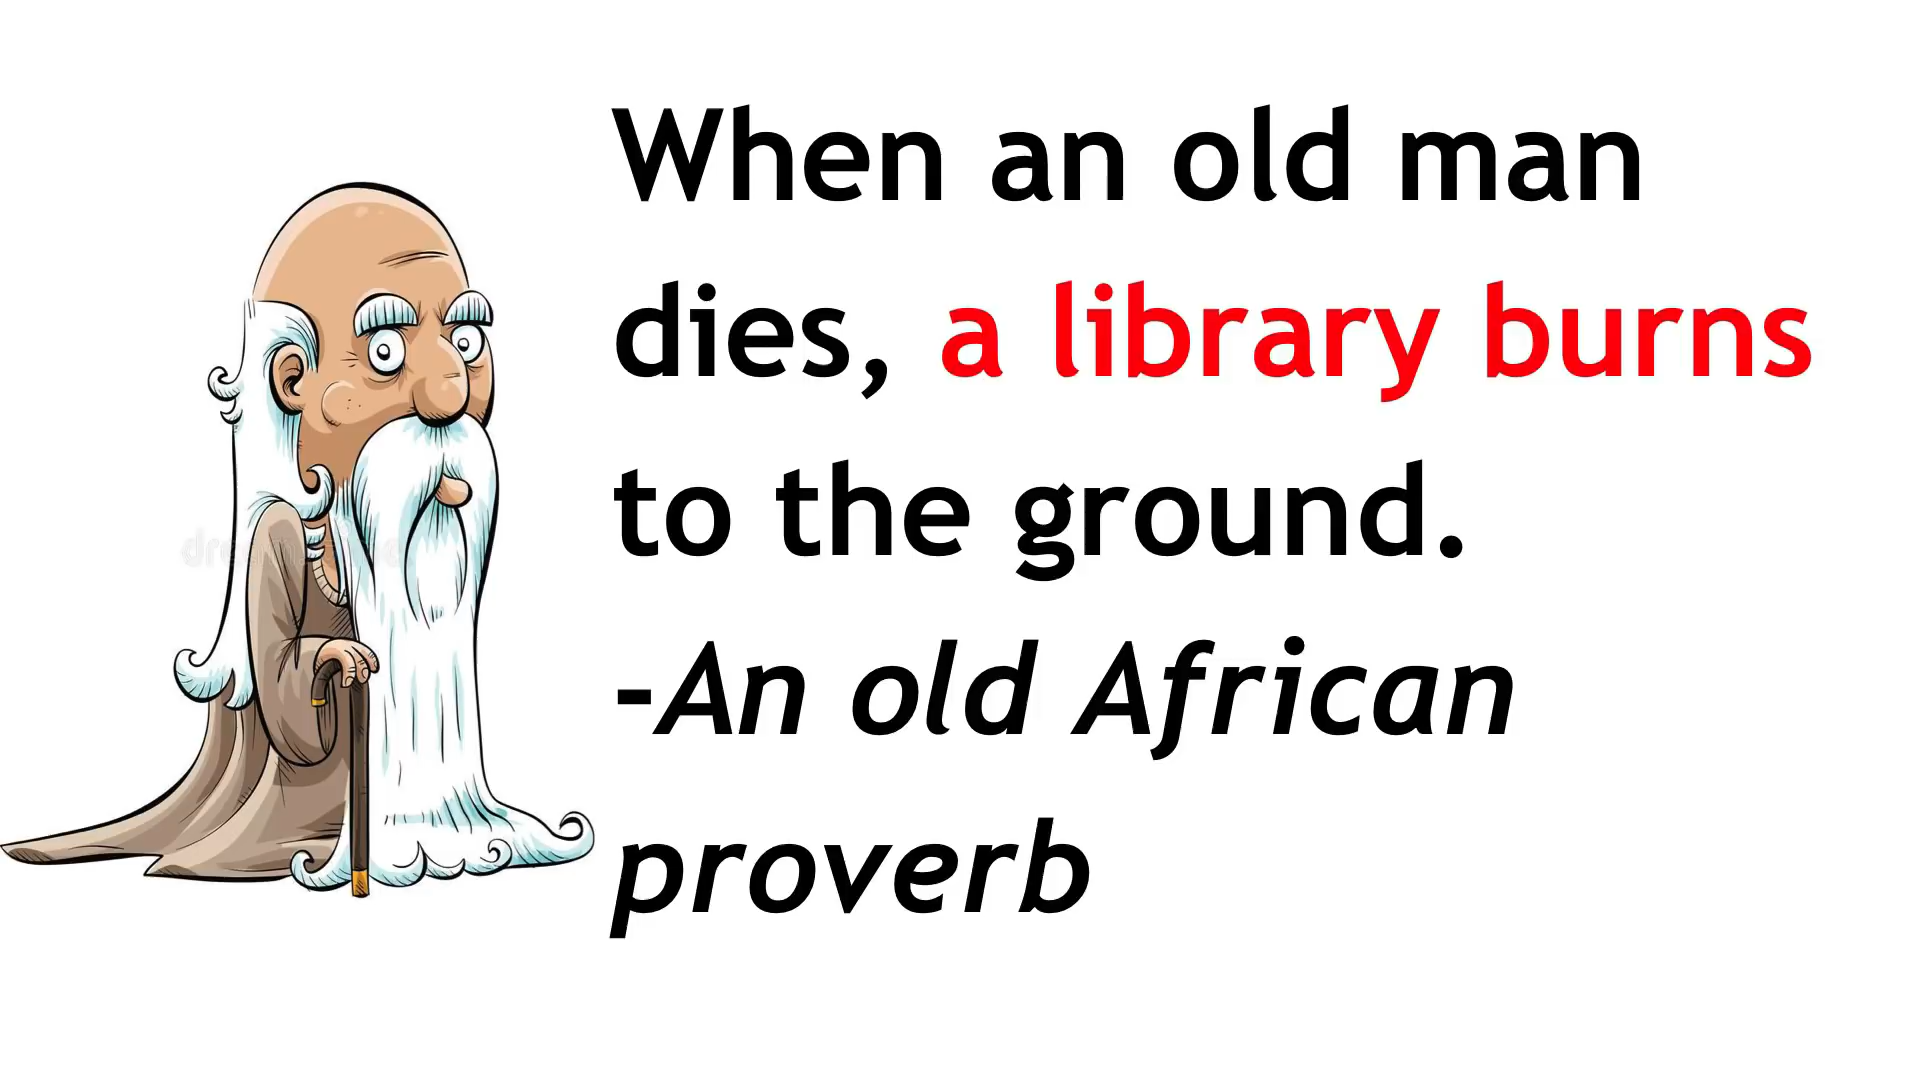 When an old man
dies, a library burns
to the ground.
-An old African
proverb